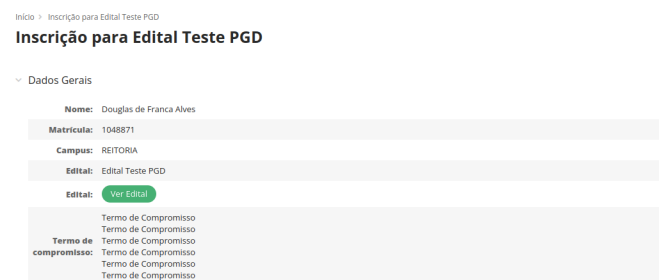 Início > Inscrição para Edital Teste PGD
Inscrição para Edital Teste PGD
Dados Gerais
Nome: Douglas de Franca Alves
Matrícula: 1048871
Campus: REITORIA
Edital: Edital Teste PGD
Edital: Ver Edital
Termo de compromisso: Termo de Compromisso
Termo de Compromisso
Termo de Compromisso
Termo de Compromisso
Termo de Compromisso
Termo de Compromisso